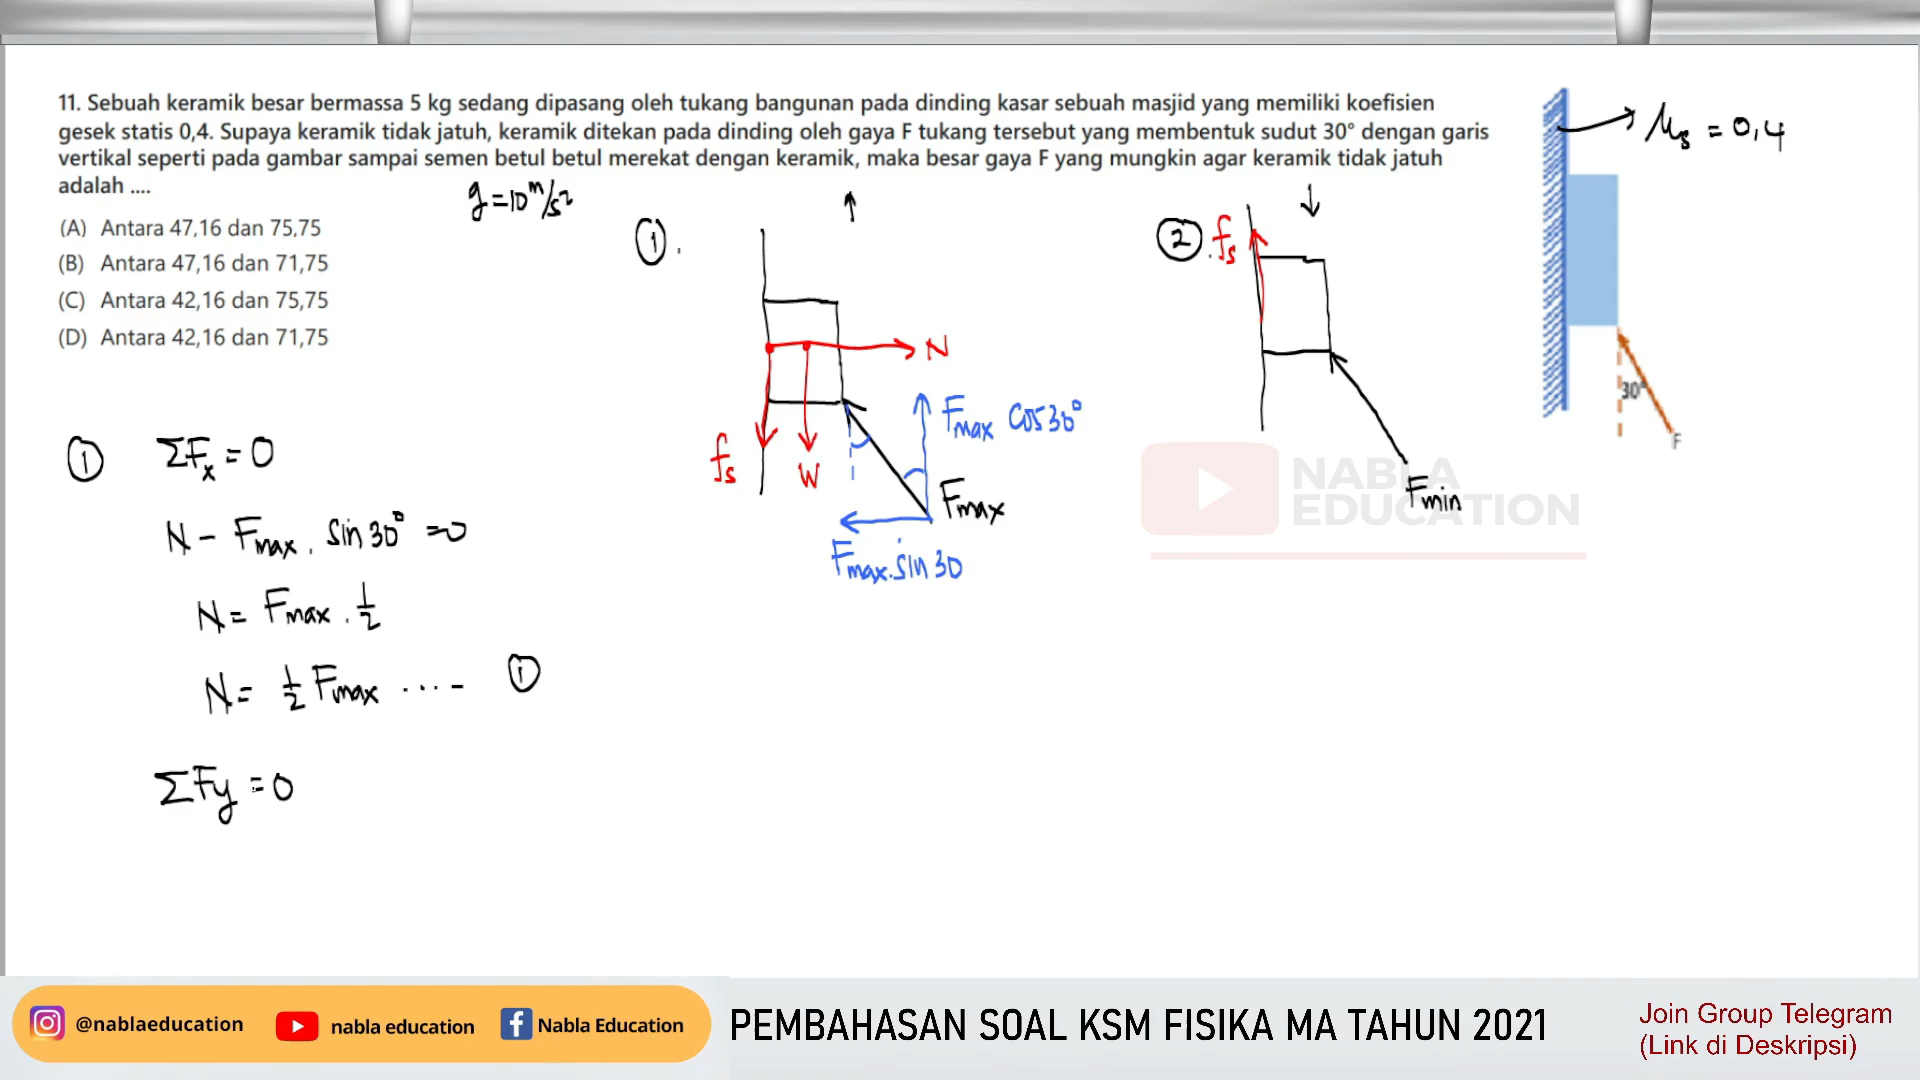 11. Sebuah keramik besar bermassa 5 kg sedang dipasang oleh tukang bangunan pada dinding kasar sebuah masjid yang memiliki koefisien
gesek statis 0,4. Supaya keramik tidak jatuh, keramik ditekan pada dinding oleh gaya F tukang tersebut yang membentuk sudut 30° dengan garis
vertikal seperti pada gambar sampai semen betul betul merekat dengan keramik, maka besar gaya F yang mungkin agar keramik tidak jatuh
adalah ....
g = 10 m/s²
(A) Antara 47,16 dan 75,75
(B) Antara 47,16 dan 71,75
(C) Antara 42,16 dan 75,75
(D) Antara 42,16 dan 71,75
① ΣFx = 0
N - Fmax . sin 30° = 0
N = Fmax . 1/2
N = 1/2 Fmax ....- ①
ΣFy = 0
①.
↑
N
fs
W
Fmax cos 30°
Fmax
Fmax . sin 30
②.
↓
fs
Fmin
μs = 0,4
30°
F
NABLA
EDUCATION
@nablaeducation
nabla education
Nabla Education
PEMBAHASAN SOAL KSM FISIKA MA TAHUN 2021
Join Group Telegram
(Link di Deskripsi)